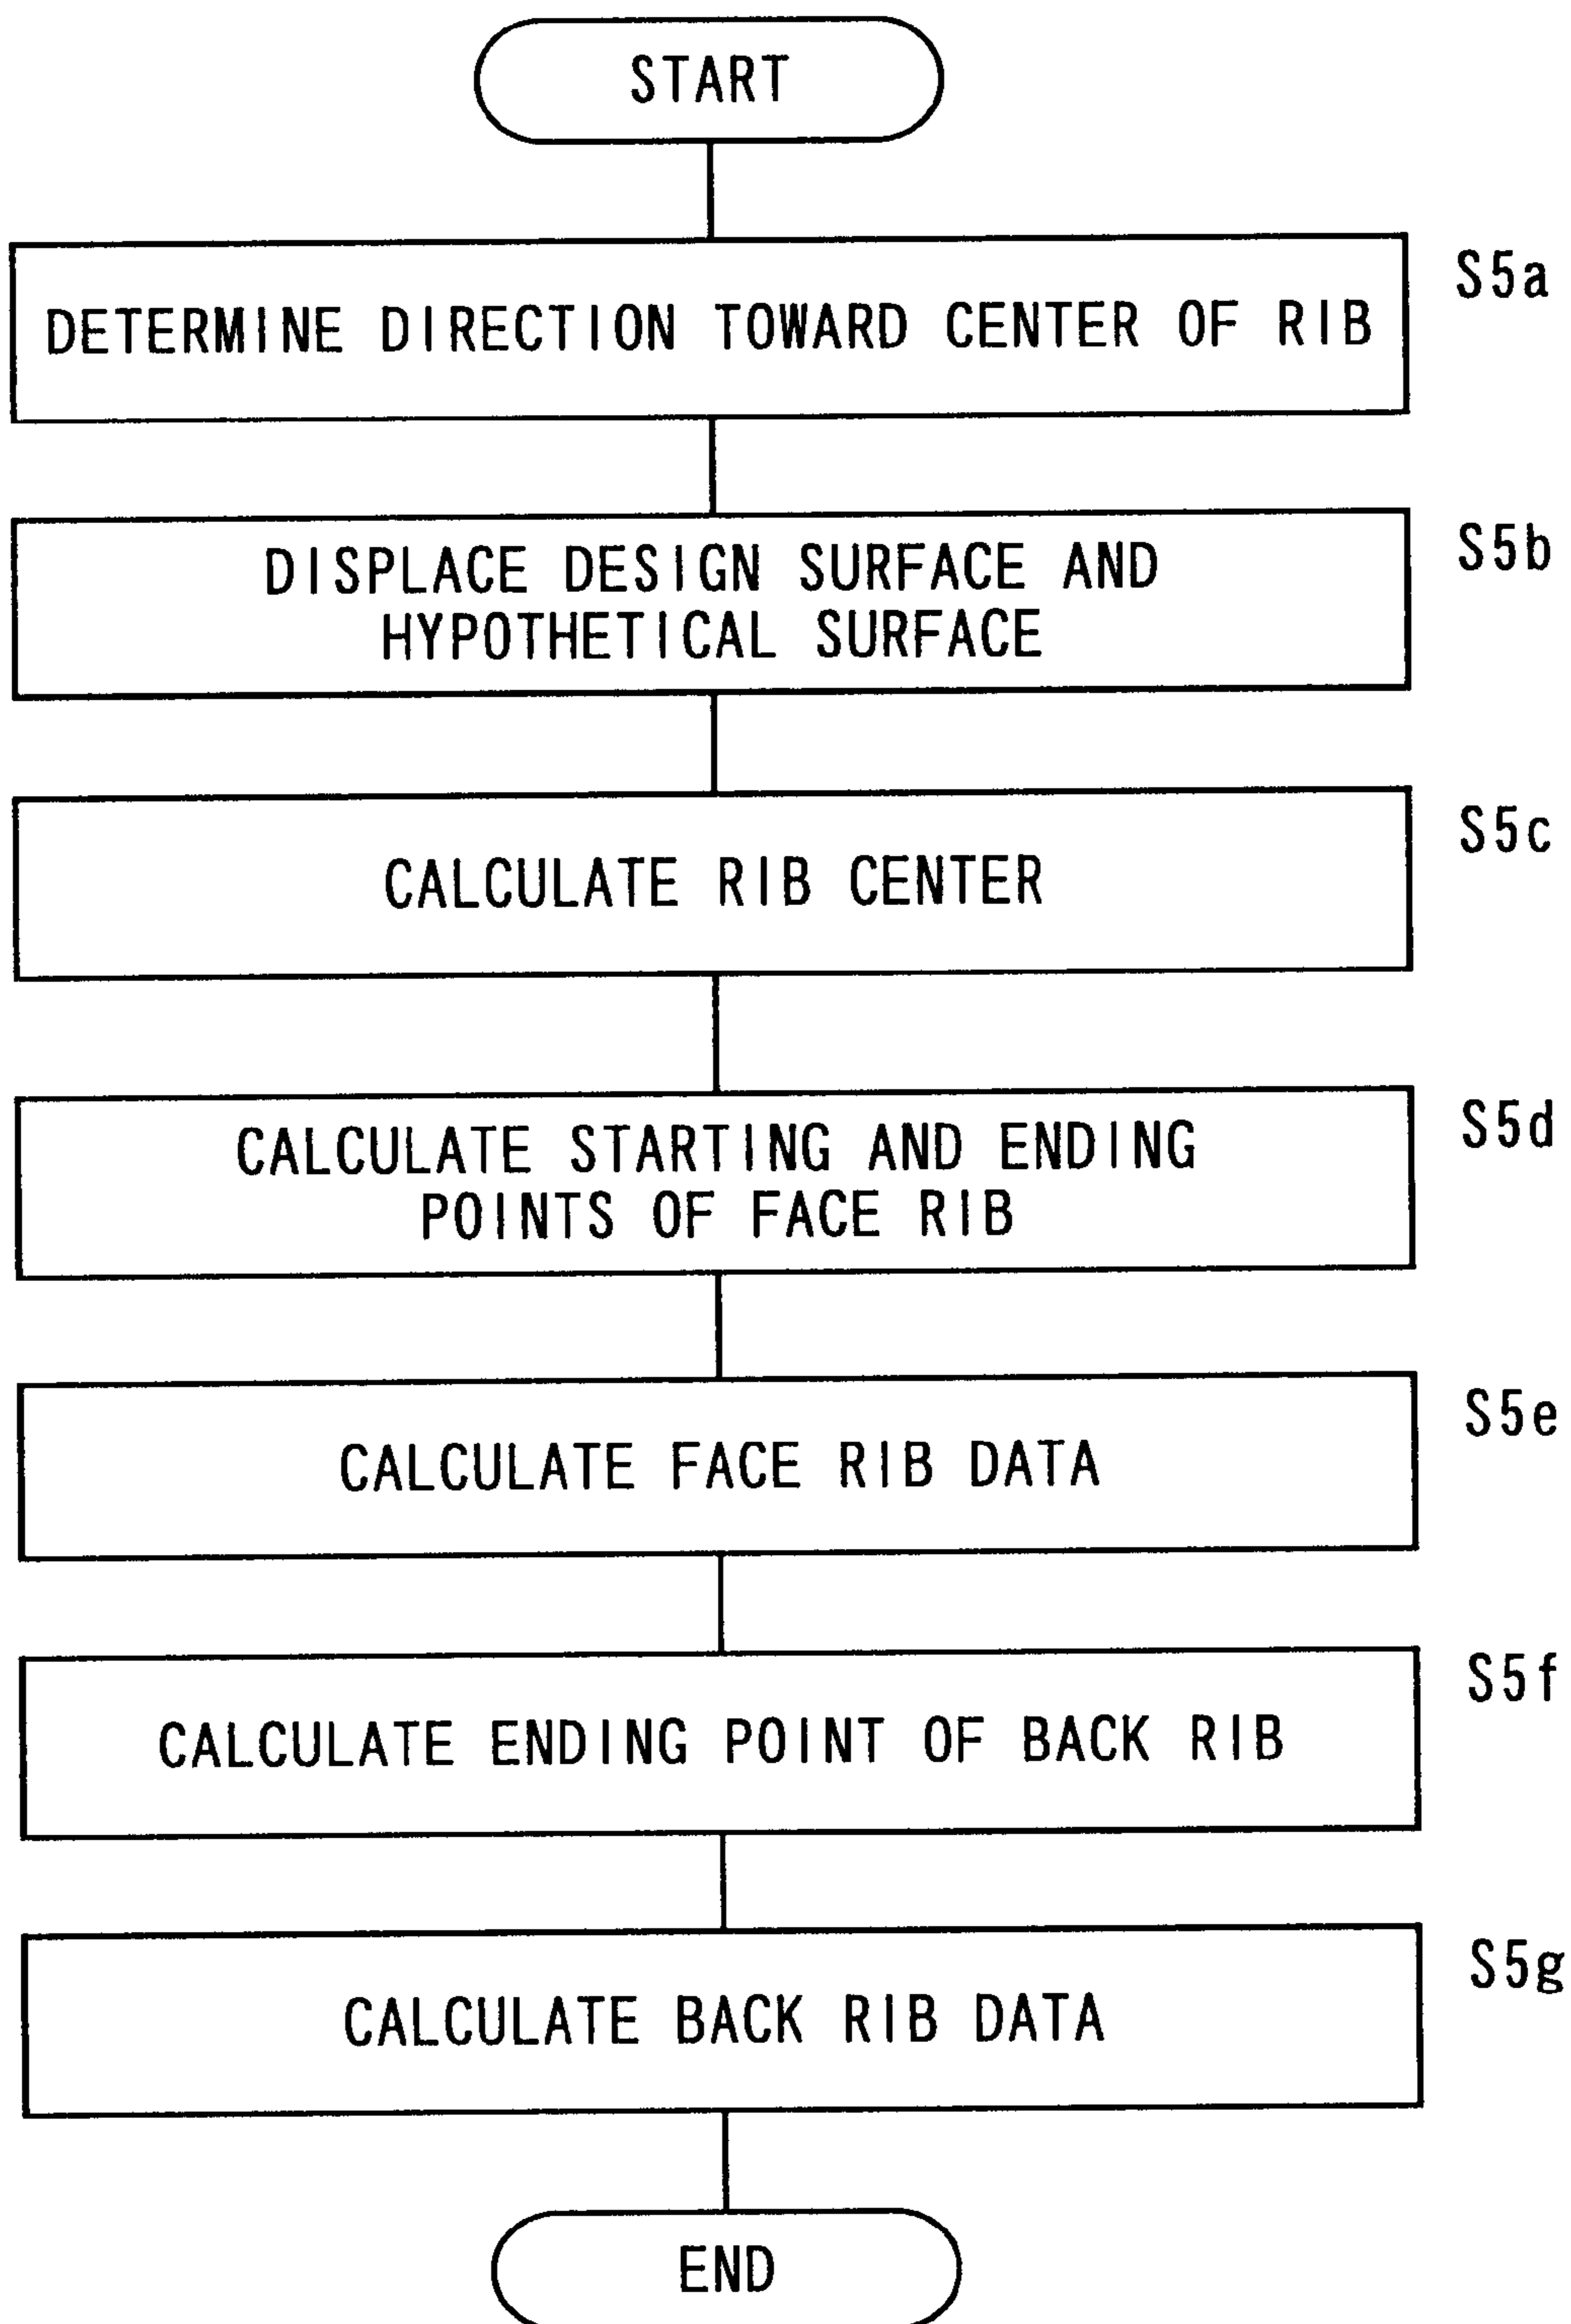 START
S5a
DETERMINE DIRECTION TOWARD CENTER OF RIB
S5b
DISPLACE DESIGN SURFACE AND
HYPOTHETICAL SURFACE
S5c
CALCULATE RIB CENTER
S5d
CALCULATE STARTING AND ENDING
POINTS OF FACE RIB
S5e
CALCULATE FACE RIB DATA
S5f
CALCULATE ENDING POINT OF BACK RIB
S5g
CALCULATE BACK RIB DATA
END